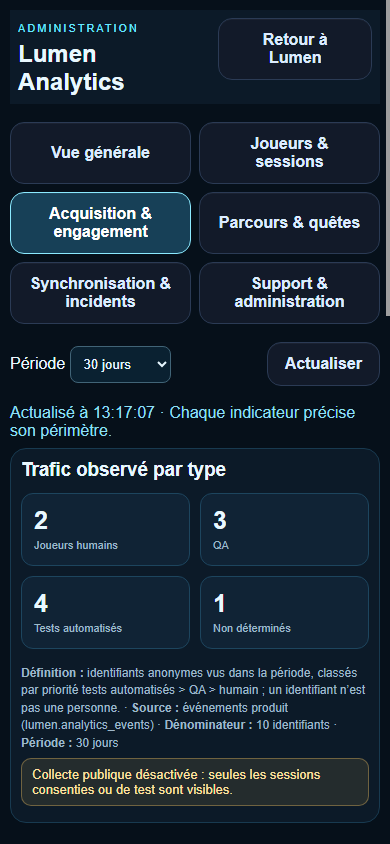 ADMINISTRATION
Lumen
Analytics
Retour à
Lumen
Vue générale
Joueurs &
sessions
Acquisition &
engagement
Parcours & quêtes
Synchronisation &
incidents
Support &
administration
Période
30 jours
Actualiser
Actualisé à 13:17:07 · Chaque indicateur précise
son périmètre.
Trafic observé par type
2
Joueurs humains
3
QA
4
Tests automatisés
1
Non déterminés
Définition : identifiants anonymes vus dans la période, classés
par priorité tests automatisés > QA > humain ; un identifiant n'est
pas une personne. · Source : événements produit
(lumen.analytics_events) · Dénominateur : 10 identifiants ·
Période : 30 jours
Collecte publique désactivée : seules les sessions
consenties ou de test sont visibles.